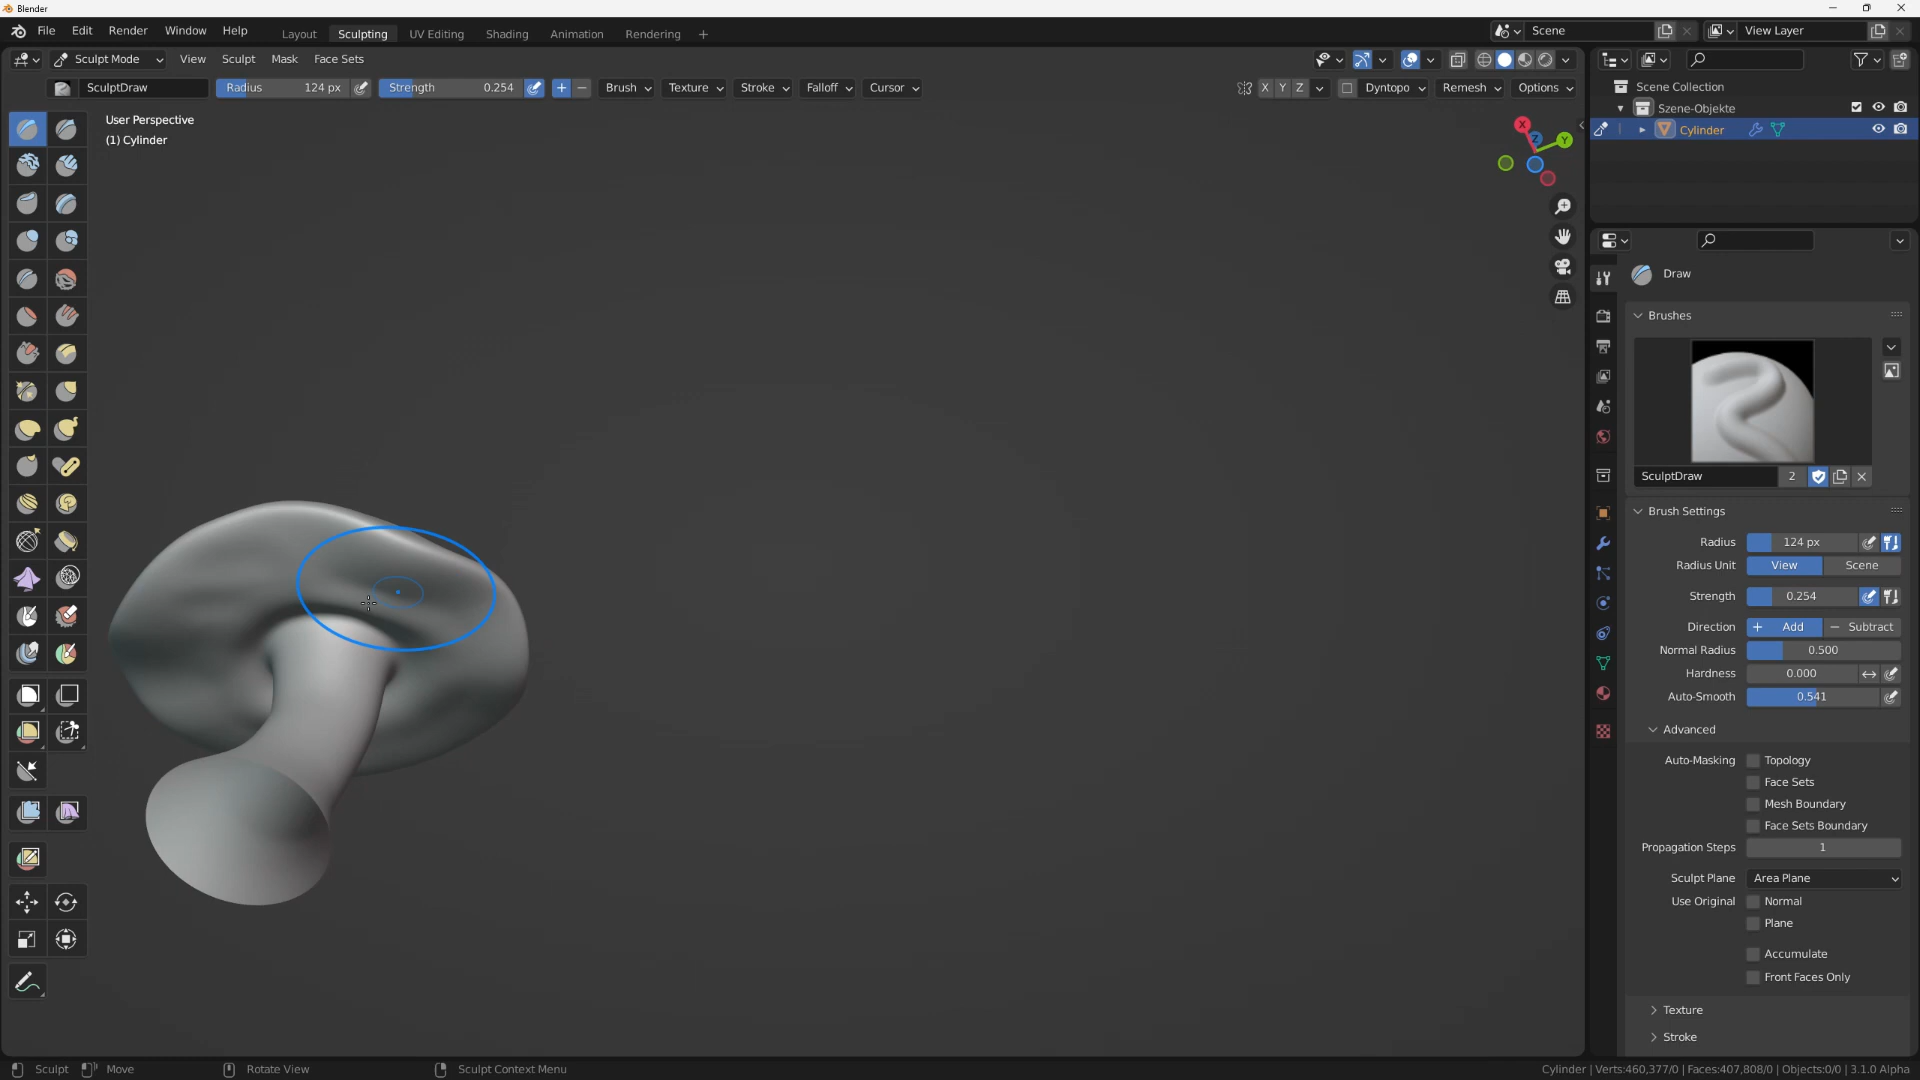 Blender
File Edit Render Window Help Layout Sculpting UV Editing Shading Animation Rendering + Scene View Layer
Sculpt Mode View Sculpt Mask Face Sets
SculptDraw Radius 124 px Strength 0.254 + − Brush Texture Stroke Falloff Cursor X Y Z Dyntopo Remesh Options
User Perspective
(1) Cylinder
X Y Z
Scene Collection
Szene-Objekte
Cylinder
Draw
Brushes
SculptDraw 2
Brush Settings
Radius 124 px
Radius Unit View Scene
Strength 0.254
Direction + Add − Subtract
Normal Radius 0.500
Hardness 0.000
Auto-Smooth 0.541
Advanced
Auto-Masking Topology
Face Sets
Mesh Boundary
Face Sets Boundary
Propagation Steps 1
Sculpt Plane Area Plane
Use Original Normal
Plane
Accumulate
Front Faces Only
Texture
Stroke
Sculpt Move Rotate View Sculpt Context Menu Cylinder | Verts:460,377/0 | Faces:407,808/0 | Objects:0/0 | 3.1.0 Alpha